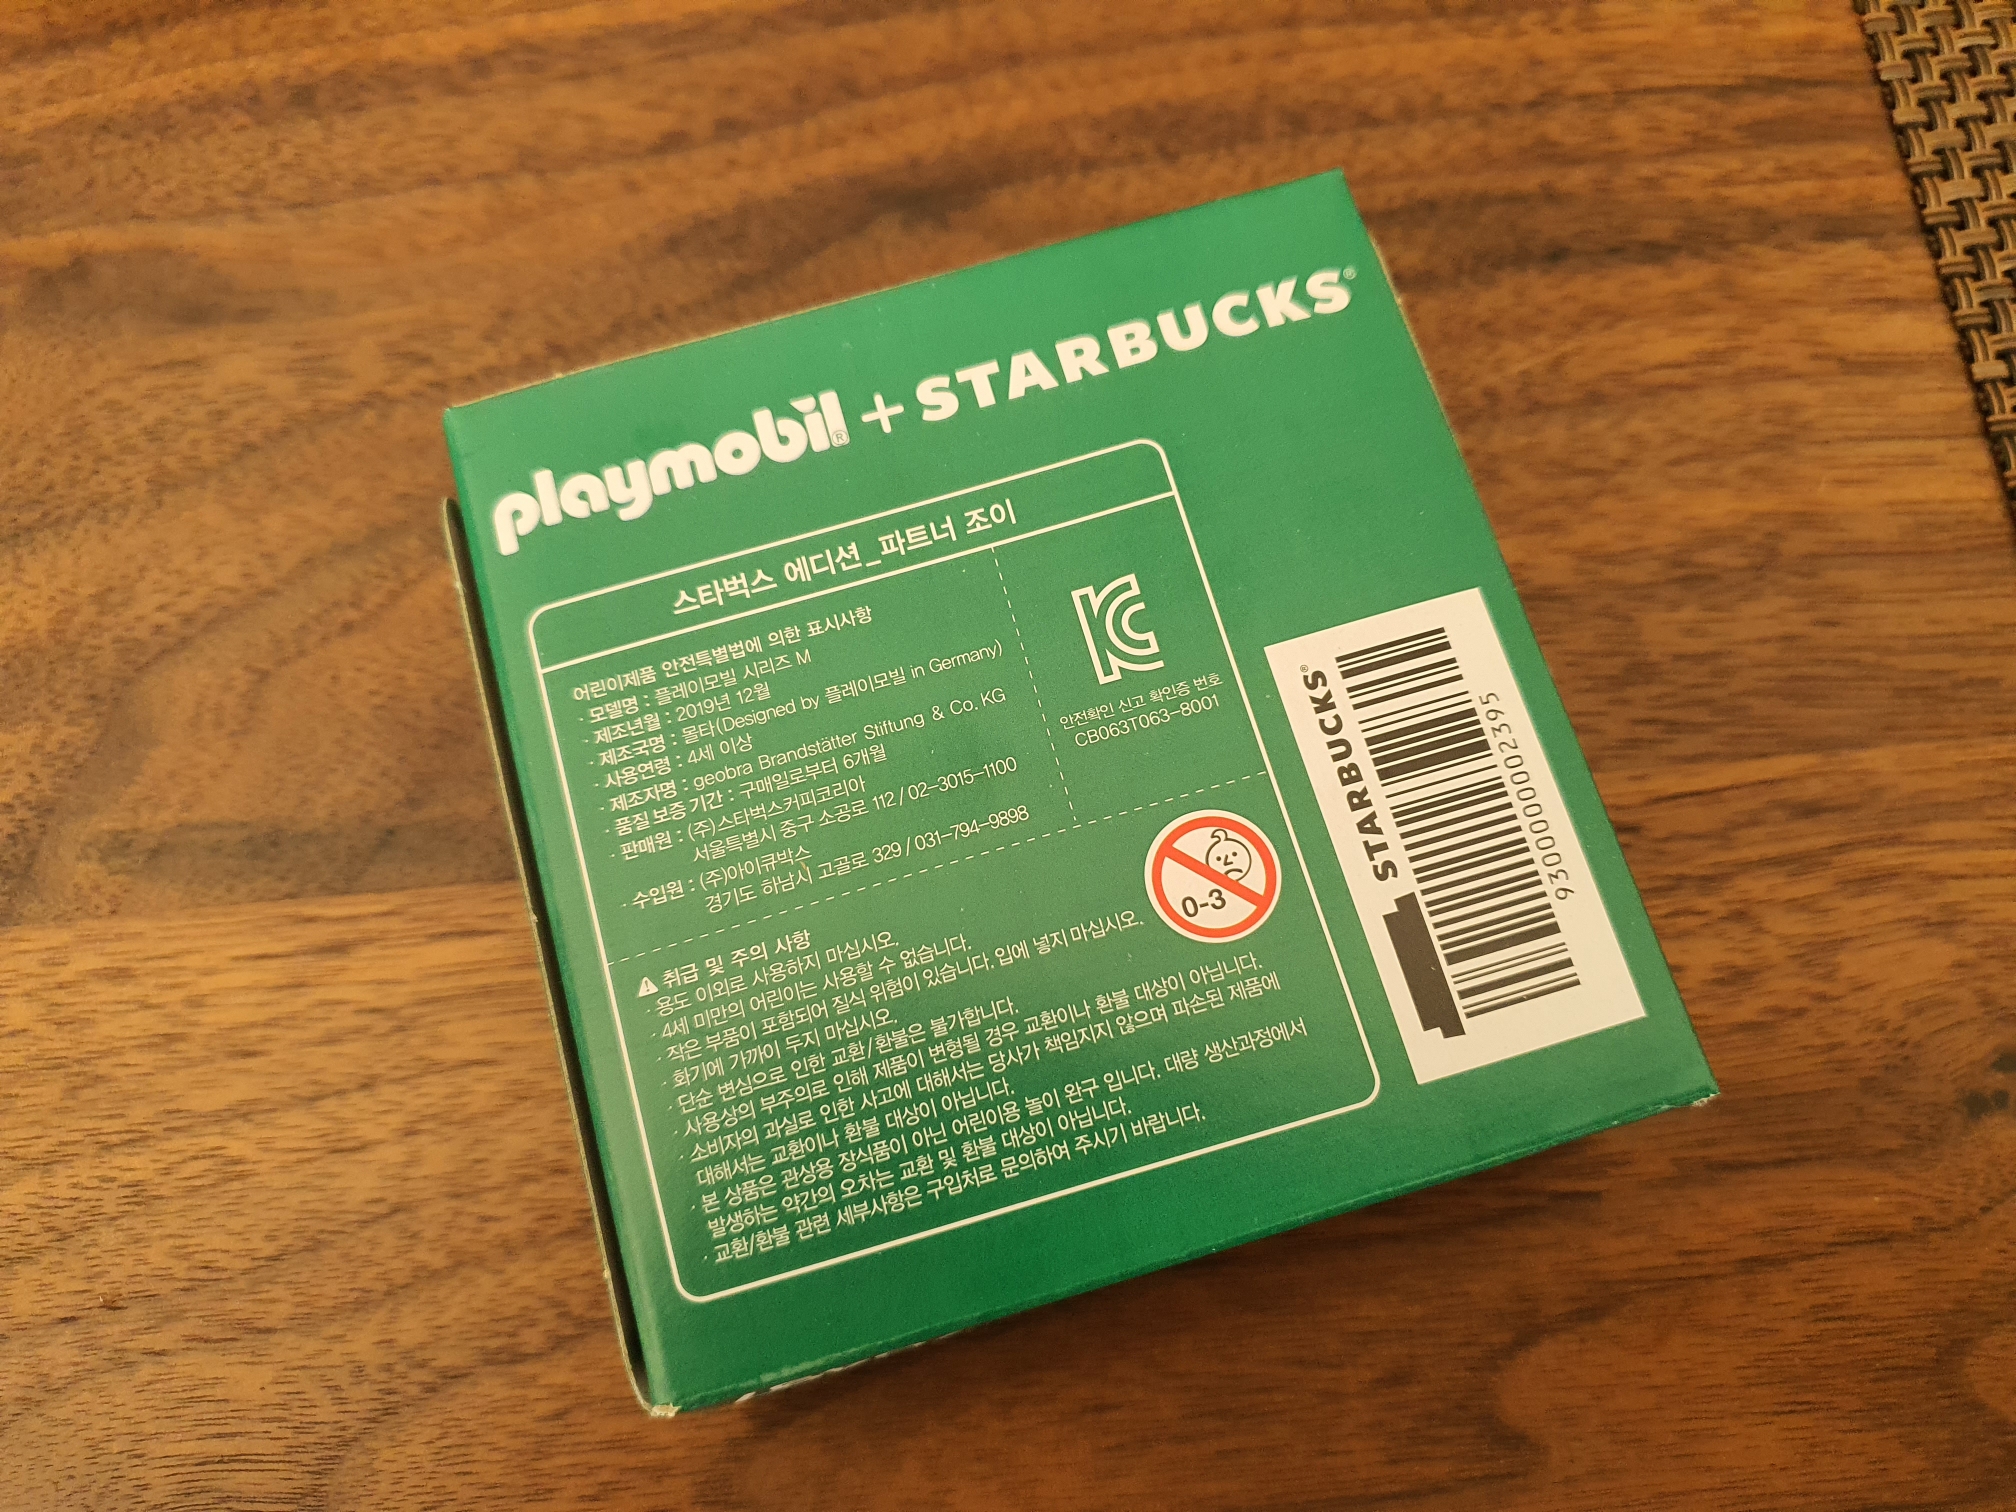 playmobil® + STARBUCKS®
스타벅스 에디션_파트너 조이
어린이제품 안전특별법에 의한 표시사항
· 모델명 : 플레이모빌 시리즈 M
· 제조년월 : 2019년 12월
· 제조국명 : 몰타(Designed by 플레이모빌 in Germany)
· 사용연령 : 4세 이상
· 제조자명 : geobra Brandstätter Stiftung & Co. KG
· 품질 보증 기간 : 구매일로부터 6개월
· 판매원 : (주)스타벅스커피코리아
서울특별시 중구 소공로 112 / 02-3015-1100
· 수입원 : (주)아이큐박스
경기도 하남시 고골로 329 / 031-794-9898
안전확인 신고 확인증 번호
CB063T063-8001
⚠ 취급 및 주의 사항
· 용도 이외로 사용하지 마십시오.
· 4세 미만의 어린이는 사용할 수 없습니다.
· 작은 부품이 포함되어 질식 위험이 있습니다. 입에 넣지 마십시오.
· 화기에 가까이 두지 마십시오.
· 단순 변심으로 인한 교환/환불은 불가합니다.
· 사용상의 부주의로 인해 제품이 변형될 경우 교환이나 환불 대상이 아닙니다.
· 소비자의 과실로 인한 사고에 대해서는 당사가 책임지지 않으며 파손된 제품에
대해서는 교환이나 환불 대상이 아닙니다.
· 본 상품은 관상용 장식품이 아닌 어린이용 놀이 완구 입니다. 대량 생산과정에서
발생하는 약간의 오차는 교환 및 환불 대상이 아닙니다.
· 교환/환불 관련 세부사항은 구입처로 문의하여 주시기 바랍니다.
0-3
STARBUCKS®
9300000002395